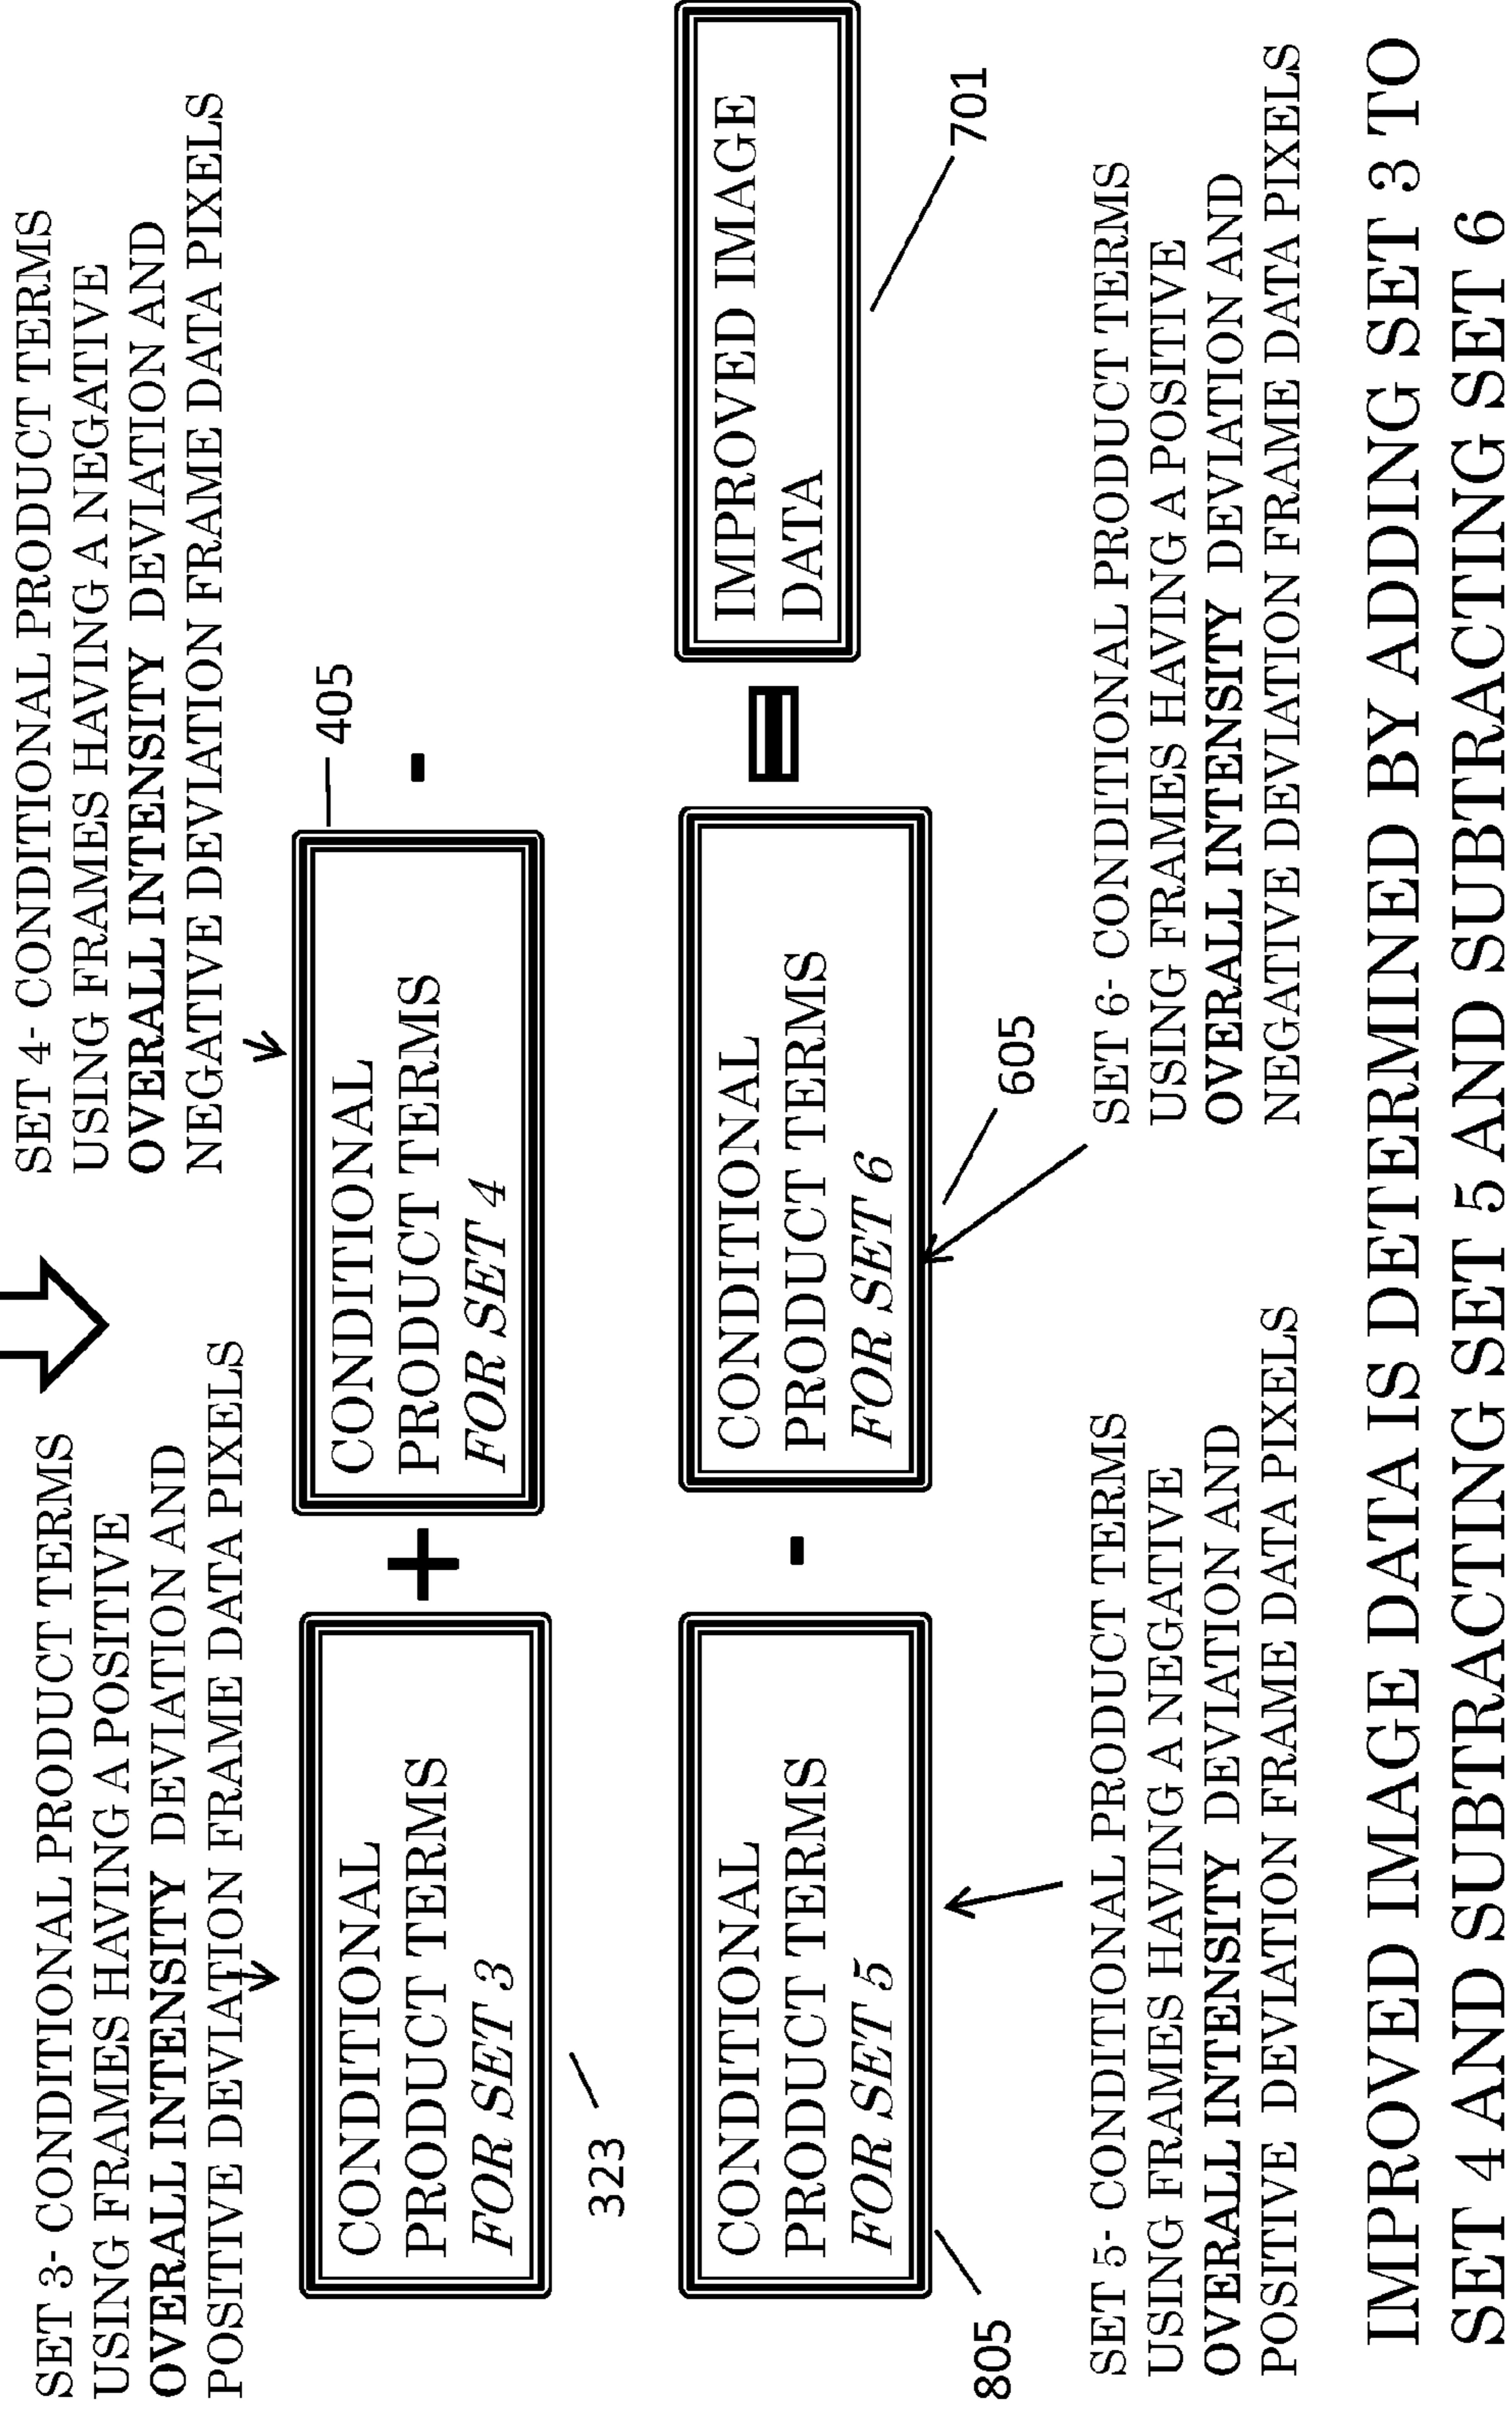 SET 3- CONDITIONAL PRODUCT TERMS
USING FRAMES HAVING A POSITIVE
OVERALL INTENSITY DEVIATION AND
POSITIVE DEVIATION FRAME DATA PIXELS
SET 4- CONDITIONAL PRODUCT TERMS
USING FRAMES HAVING A NEGATIVE
OVERALL INTENSITY DEVIATION AND
NEGATIVE DEVIATION FRAME DATA PIXELS
CONDITIONAL
PRODUCT TERMS
FOR SET 3
323
+
CONDITIONAL
PRODUCT TERMS
FOR SET 4
405
-
CONDITIONAL
PRODUCT TERMS
FOR SET 5
805
-
CONDITIONAL
PRODUCT TERMS
FOR SET 6
605
=
IMPROVED IMAGE
DATA
701
SET 5- CONDITIONAL PRODUCT TERMS
USING FRAMES HAVING A NEGATIVE
OVERALL INTENSITY DEVIATION AND
POSITIVE DEVIATION FRAME DATA PIXELS
SET 6- CONDITIONAL PRODUCT TERMS
USING FRAMES HAVING A POSITIVE
OVERALL INTENSITY DEVIATION AND
NEGATIVE DEVIATION FRAME DATA PIXELS
IMPROVED IMAGE DATA IS DETERMINED BY ADDING SET 3 TO
SET 4 AND SUBTRACTING SET 5 AND SUBTRACTING SET 6